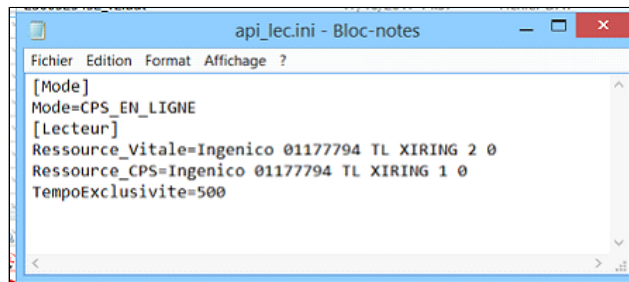 api_lec.ini - Bloc-notes
Fichier Edition Format Affichage ?
[Mode]
Mode=CPS_EN_LIGNE
[Lecteur]
Ressource_Vitale=Ingenico 01177794 TL XIRING 2 0
Ressource_CPS=Ingenico 01177794 TL XIRING 1 0
TempoExclusivite=500